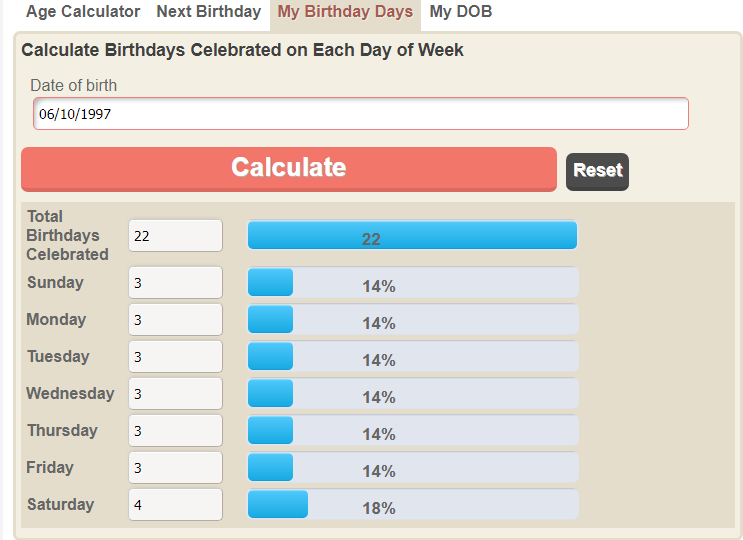 Age Calculator Next Birthday My Birthday Days My DOB
Calculate Birthdays Celebrated on Each Day of Week
Date of birth
06/10/1997
Calculate Reset
Total
Birthdays
Celebrated 22 22
Sunday 3 14%
Monday 3 14%
Tuesday 3 14%
Wednesday 3 14%
Thursday 3 14%
Friday 3 14%
Saturday 4 18%